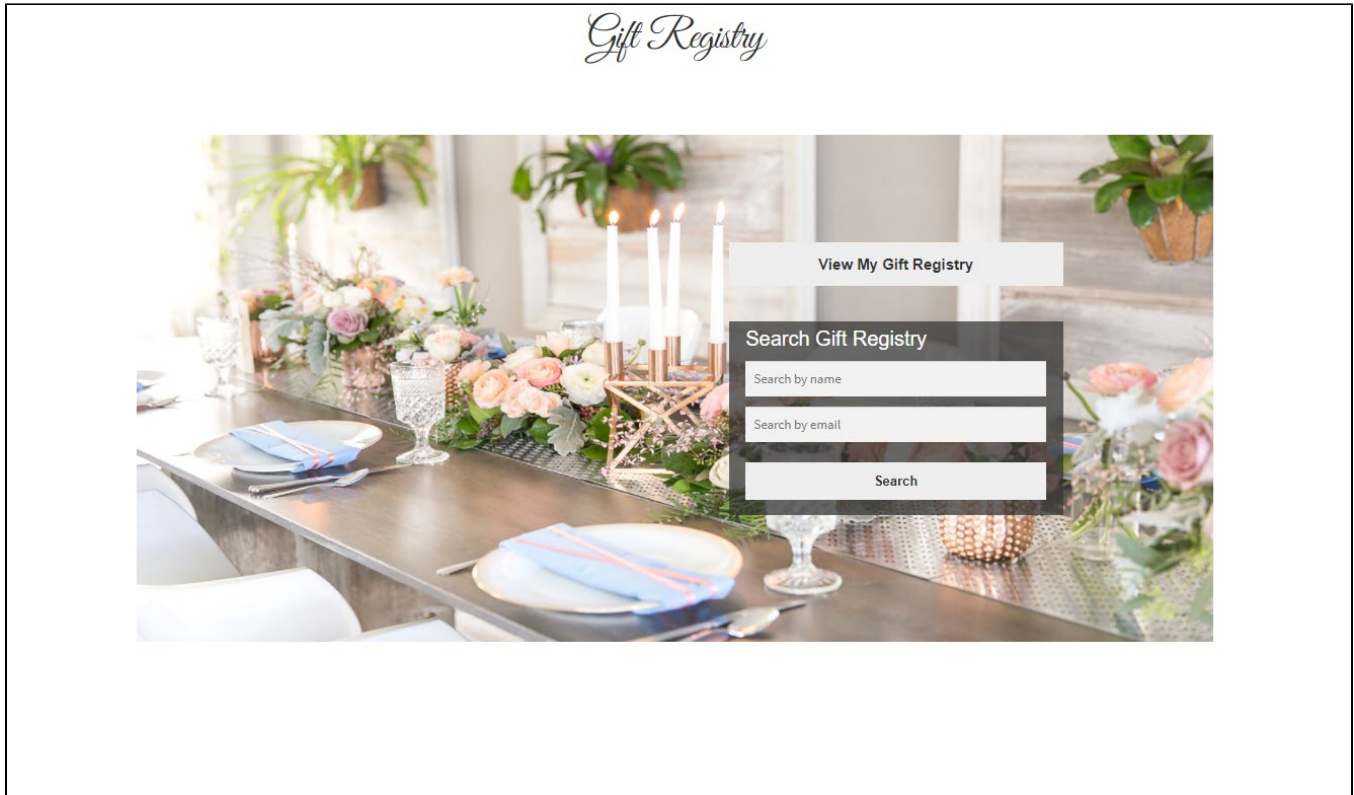 Gift Registry
View My Gift Registry
Search Gift Registry
Search by name
Search by email
Search